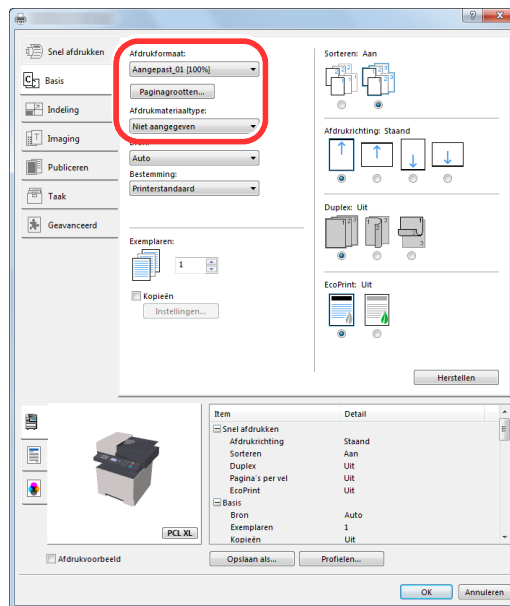 Snel afdrukken
Basis
Indeling
Imaging
Publiceren
Taak
Geavanceerd
Afdrukformaat:
Aangepast_01 [100%]
Paginagrootten...
Afdrukmateriaaltype:
Niet aangegeven
Auto
Bestemming:
Printerstandaard
Exemplaren:
1
Kopieën
Instellingen...
Sorteren: Aan
Afdrukrichting: Staand
Duplex: Uit
EcoPrint: Uit
Herstellen
PCL XL
Afdrukvoorbeeld
Item Detail
Snel afdrukken
Afdrukrichting Staand
Sorteren Aan
Duplex Uit
Pagina's per vel Uit
EcoPrint Uit
Basis
Bron Auto
Exemplaren 1
Kopieën Uit
Opslaan als... Profielen...
OK Annuleren